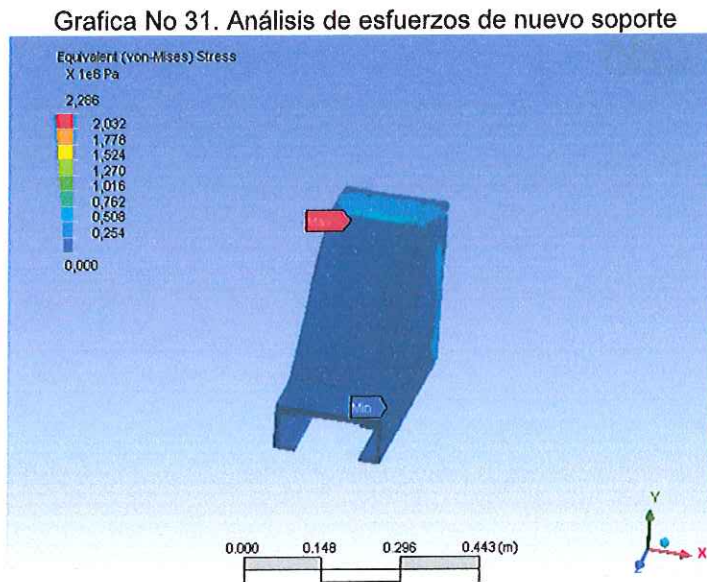 Grafica No 31. Análisis de esfuerzos de nuevo soporte
Equivalent (von-Mises) Stress
X 1e6 Pa
2,286
2,032
1,778
1,524
1,270
1,016
0,762
0,508
0,254
0,000
Max
Min
0.000 0.148 0.296 0.443 (m)
Y
X
Z